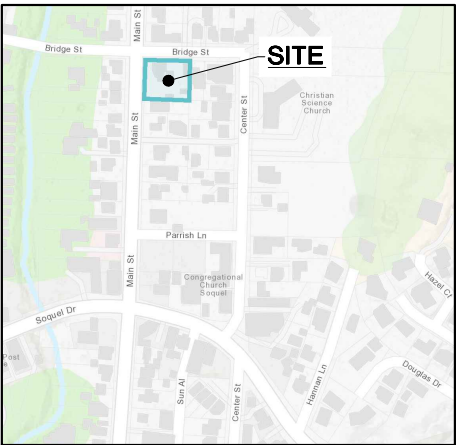 Main St
Bridge St
Bridge St
SITE
Christian
Science
Church
Center St
Main St
Parrish Ln
Main St
Congregational
Church
Soquel
Soquel Dr
Hazel Ct
Post
e
Douglas Dr
Hannan Ln
Sun Al
Center St